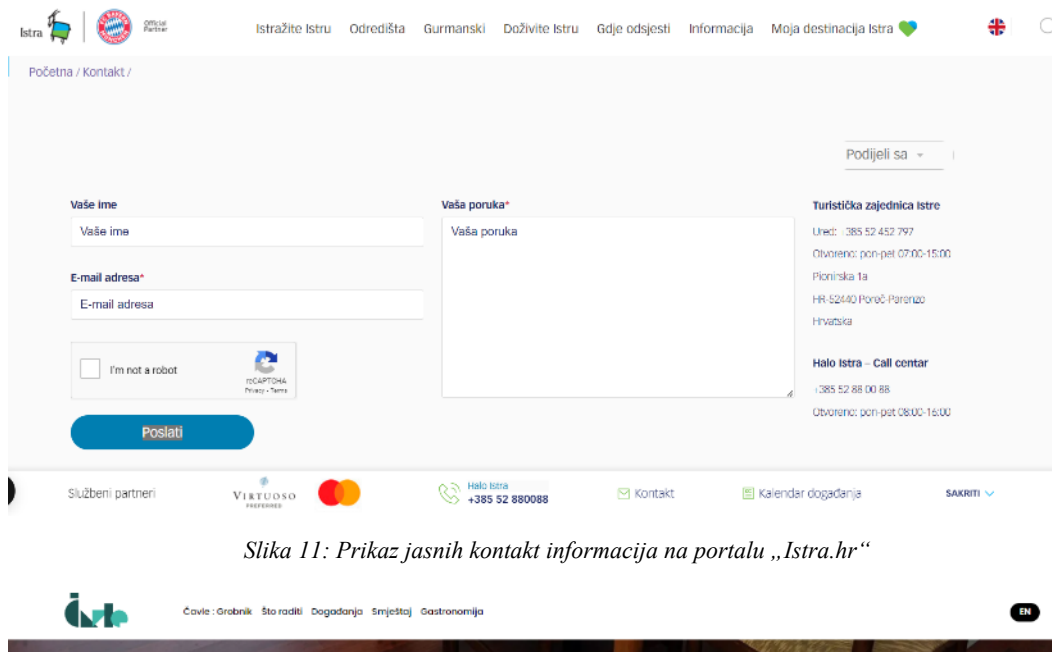 Istra
Official
Partner
Istražite Istru Odredišta Gurmanski Doživite Istru Gdje odsjesti Informacija Moja destinacija Istra
Početna / Kontakt /
Podijeli sa
Vaše ime
Vaša poruka*
Turistička zajednica Istre
Vaše ime
Vaša poruka
Ured: +385 52 452 797
Otvoreno: pon-pet 07:00-15:00
E-mail adresa*
Pionirska 1a
E-mail adresa
HR-52440 Poreč-Parenzo
Hrvatska
I'm not a robot
reCAPTCHA
Privacy - Terms
Halo Istra – Call centar
+385 52 88 00 88
Otvoreno: pon-pet 08:00-16:00
Poslati
Službeni partneri
VIRTUOSO
PREFERRED
Halo Istra
+385 52 880088
Kontakt
Kalendar događanja
SAKRITI
Slika 11: Prikaz jasnih kontakt informacija na portalu „Istra.hr“
Čavle : Grobnik Što raditi Događanja Smještaj Gastronomija
EN